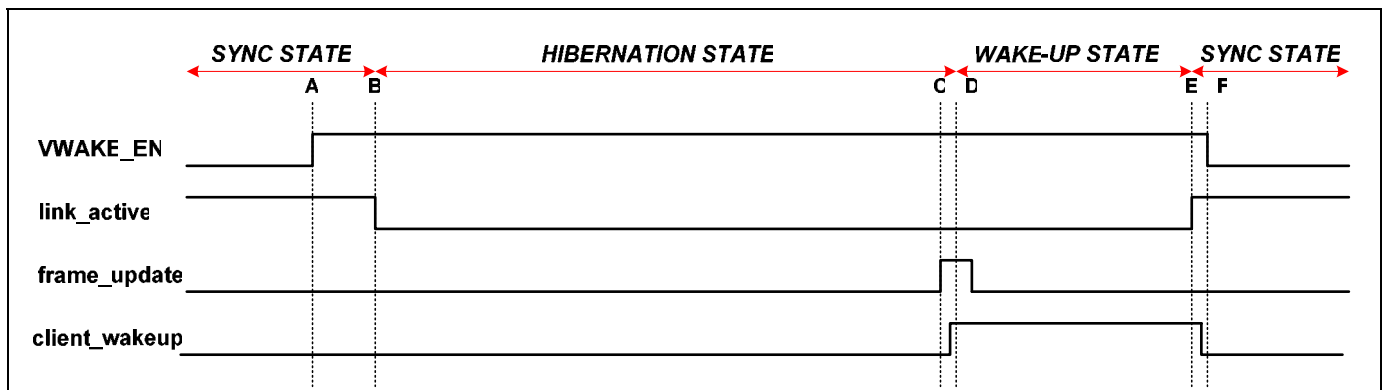 SYNC STATE HIBERNATION STATE WAKE-UP STATE SYNC STATE
A B C D E F
VWAKE_EN
link_active
frame_update
client_wakeup